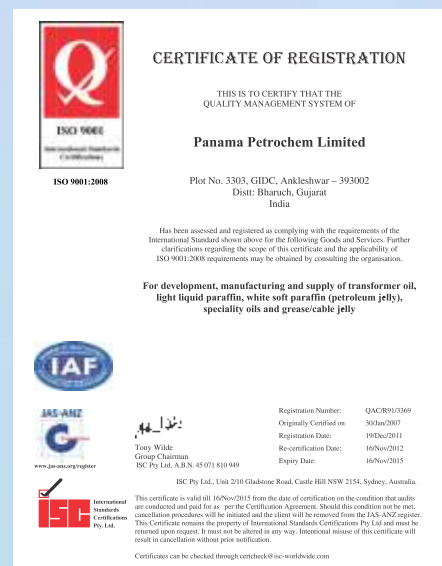 Q
ISO 9001
International Standards
Certifications
ISO 9001:2008
CERTIFICATE OF REGISTRATION
THIS IS TO CERTIFY THAT THE
QUALITY MANAGEMENT SYSTEM OF
Panama Petrochem Limited
Plot No. 3303, GIDC, Ankleshwar – 393002
Distt: Bharuch, Gujarat
India
Has been assessed and registered as complying with the requirements of the
International Standard shown above for the following Goods and Services. Further
clarifications regarding the scope of this certificate and the applicability of
ISO 9001:2008 requirements may be obtained by consulting the organisation.
For development, manufacturing and supply of transformer oil,
light liquid paraffin, white soft paraffin (petroleum jelly),
speciality oils and grease/cable jelly
IAF
JAS-ANZ
www.jas-anz.org/register
Tony Wilde
Group Chairman
ISC Pty Ltd, A.B.N. 45 071 810 949
Registration Number: QAC/R91/3369
Originally Certified on 30/Jan/2007
Registration Date: 19/Dec/2011
Re-certification Date: 16/Nov/2012
Expiry Date: 16/Nov/2015
ISC Pty Ltd., Unit 2/10 Gladstone Road, Castle Hill NSW 2154, Sydney, Australia.
ISC
International
Standards
Certifications
Pty. Ltd.
This certificate is valid till 16/Nov/2015 from the date of certification on the condition that audits
are conducted and paid for as per the Certification Agreement. Should this condition not be met,
cancellation procedures will be initiated and the client will be removed from the JAS-ANZ register.
This Certificate remains the property of International Standards Certifications Pty Ltd and must be
returned upon request. It must not be altered in any way. Intentional misuse of this certificate will
result in cancellation without prior notification.
Certificates can be checked through certcheck@isc-worldwide.com